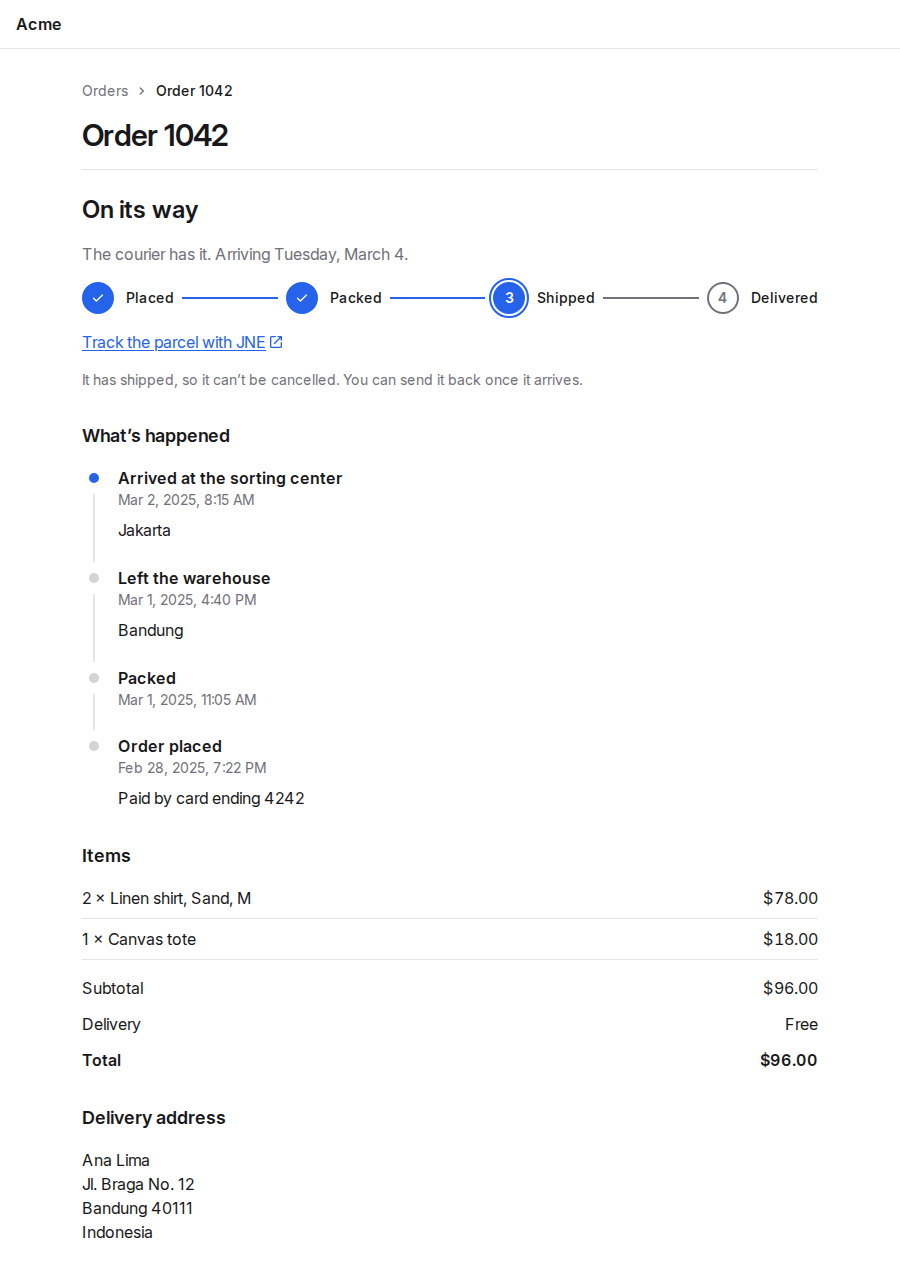 Acme
Orders > Order 1042
Order 1042
On its way
The courier has it. Arriving Tuesday, March 4.
Placed Packed 3 Shipped 4 Delivered
Track the parcel with JNE
It has shipped, so it can’t be cancelled. You can send it back once it arrives.
What’s happened
Arrived at the sorting center
Mar 2, 2025, 8:15 AM
Jakarta
Left the warehouse
Mar 1, 2025, 4:40 PM
Bandung
Packed
Mar 1, 2025, 11:05 AM
Order placed
Feb 28, 2025, 7:22 PM
Paid by card ending 4242
Items
2 × Linen shirt, Sand, M $78.00
1 × Canvas tote $18.00
Subtotal $96.00
Delivery Free
Total $96.00
Delivery address
Ana Lima
Jl. Braga No. 12
Bandung 40111
Indonesia